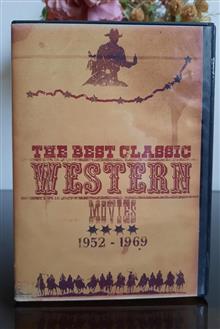 THE BEST CLASSIC
WESTERN
MOVIES
1952 - 1969